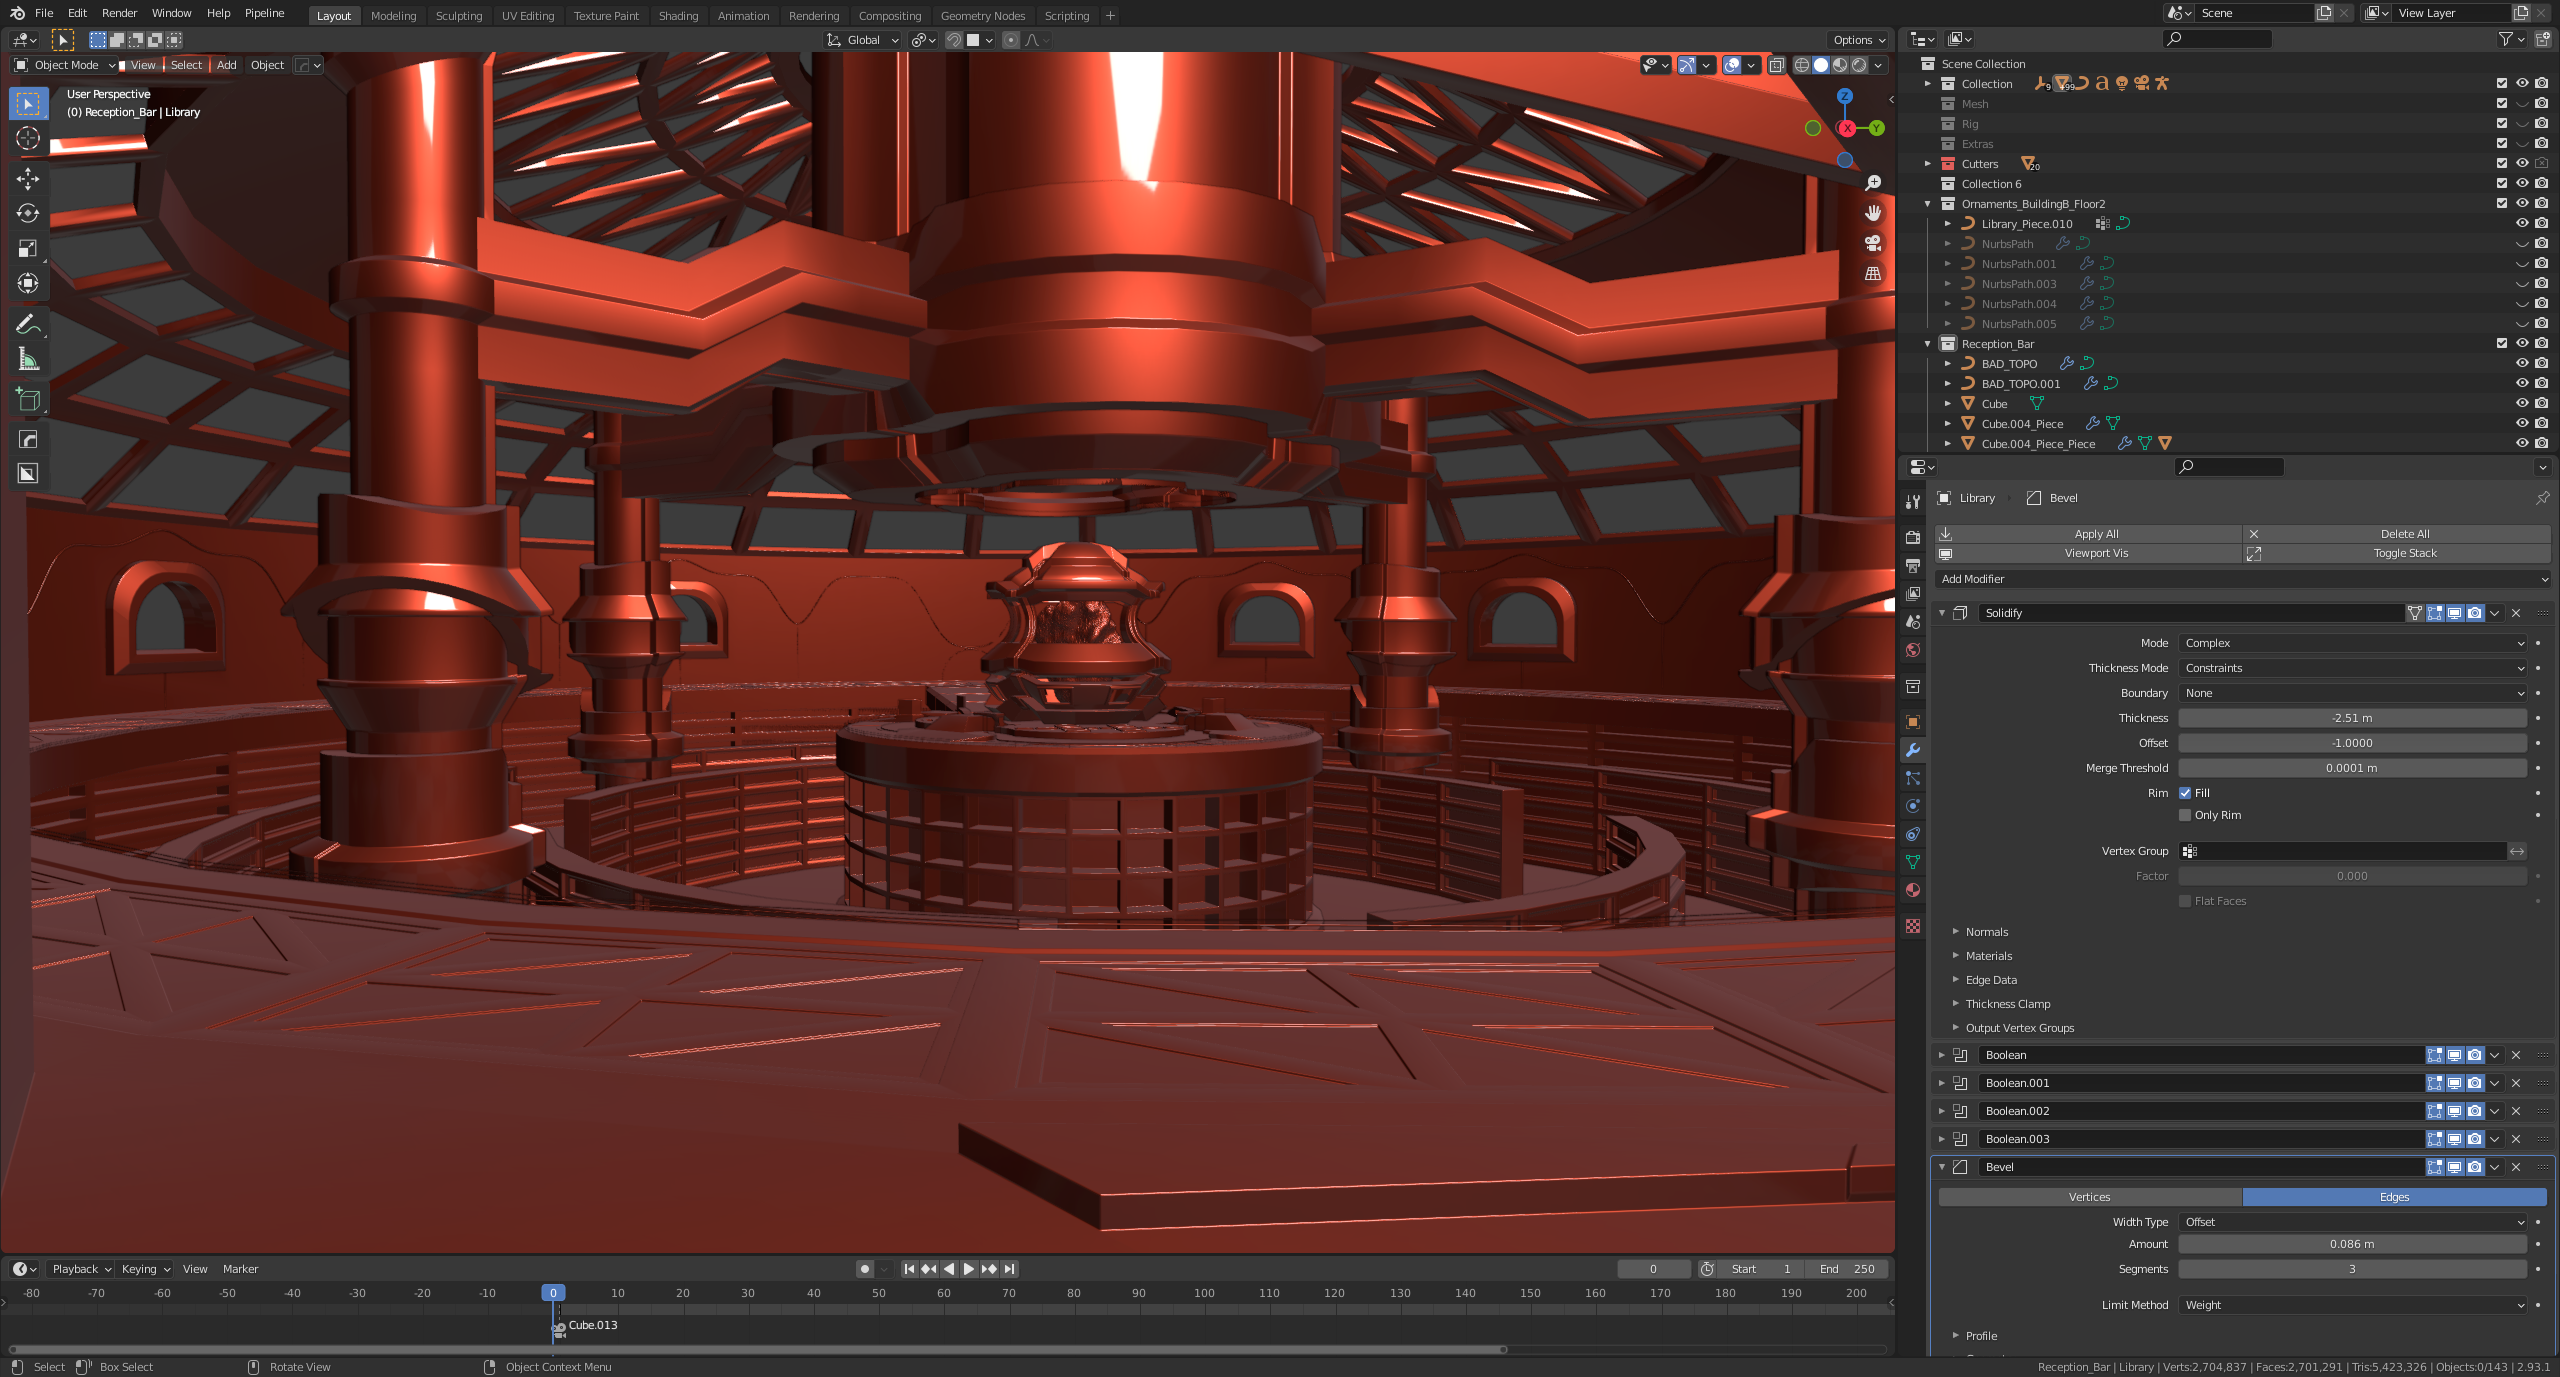 File Edit Render Window Help Pipeline Layout Modeling Sculpting UV Editing Texture Paint Shading Animation Rendering Compositing Geometry Nodes Scripting + Scene View Layer
Global Options
Object Mode View Select Add Object
User Perspective
(0) Reception_Bar | Library
Z
X Y
Scene Collection
Collection 9 99 a
Mesh
Rig
Extras
Cutters 20
Collection 6
Ornaments_BuildingB_Floor2
Library_Piece.010
NurbsPath
NurbsPath.001
NurbsPath.003
NurbsPath.004
NurbsPath.005
Reception_Bar
BAD_TOPO
BAD_TOPO.001
Cube
Cube.004_Piece
Cube.004_Piece_Piece
Library Bevel
Apply All Delete All
Viewport Vis Toggle Stack
Add Modifier
Solidify
Mode Complex
Thickness Mode Constraints
Boundary None
Thickness -2.51 m
Offset -1.0000
Merge Threshold 0.0001 m
Rim Fill
Only Rim
Vertex Group
Factor 0.000
Flat Faces
Normals
Materials
Edge Data
Thickness Clamp
Output Vertex Groups
Boolean
Boolean.001
Boolean.002
Boolean.003
Bevel
Vertices Edges
Width Type Offset
Amount 0.086 m
Segments 3
Limit Method Weight
Profile
Playback Keying View Marker 0 Start 1 End 250
-80 -70 -60 -50 -40 -30 -20 -10 0 10 20 30 40 50 60 70 80 90 100 110 120 130 140 150 160 170 180 190 200
Cube.013
Select Box Select Rotate View Object Context Menu Reception_Bar | Library | Verts:2,704,837 | Faces:2,701,291 | Tris:5,423,326 | Objects:0/143 | 2.93.1